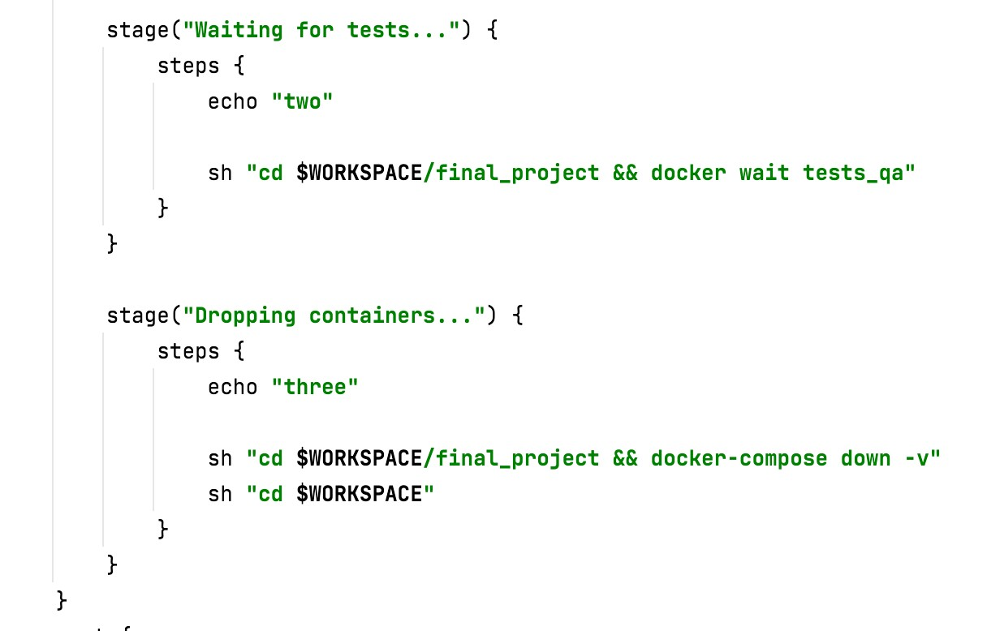 stage("Waiting for tests...") {
steps {
echo "two"
sh "cd $WORKSPACE/final_project && docker wait tests_qa"
}
}
stage("Dropping containers...") {
steps {
echo "three"
sh "cd $WORKSPACE/final_project && docker-compose down -v"
sh "cd $WORKSPACE"
}
}
}